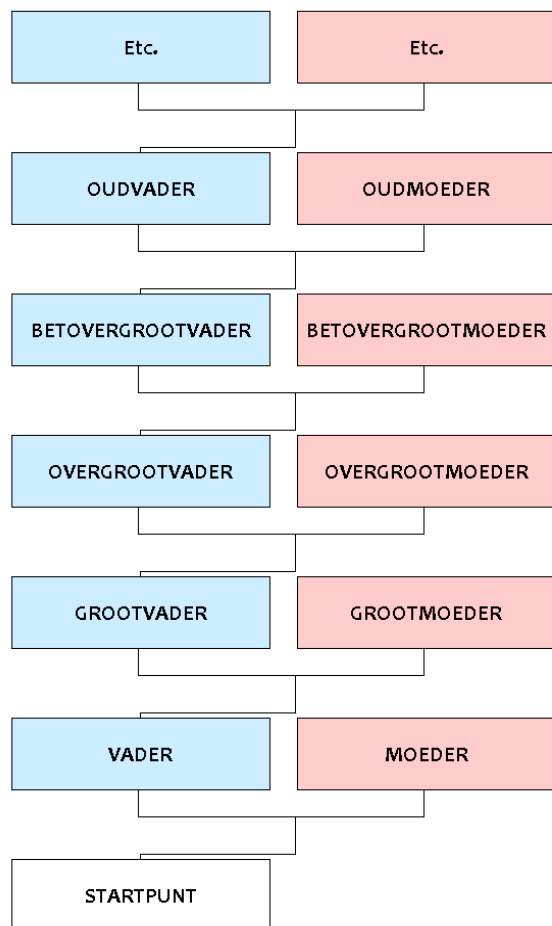 Etc.
Etc.
OUDVADER
OUDMOEDER
BETOVERGROOTVADER
BETOVERGROOTMOEDER
OVERGROOTVADER
OVERGROOTMOEDER
GROOTVADER
GROOTMOEDER
VADER
MOEDER
STARTPUNT